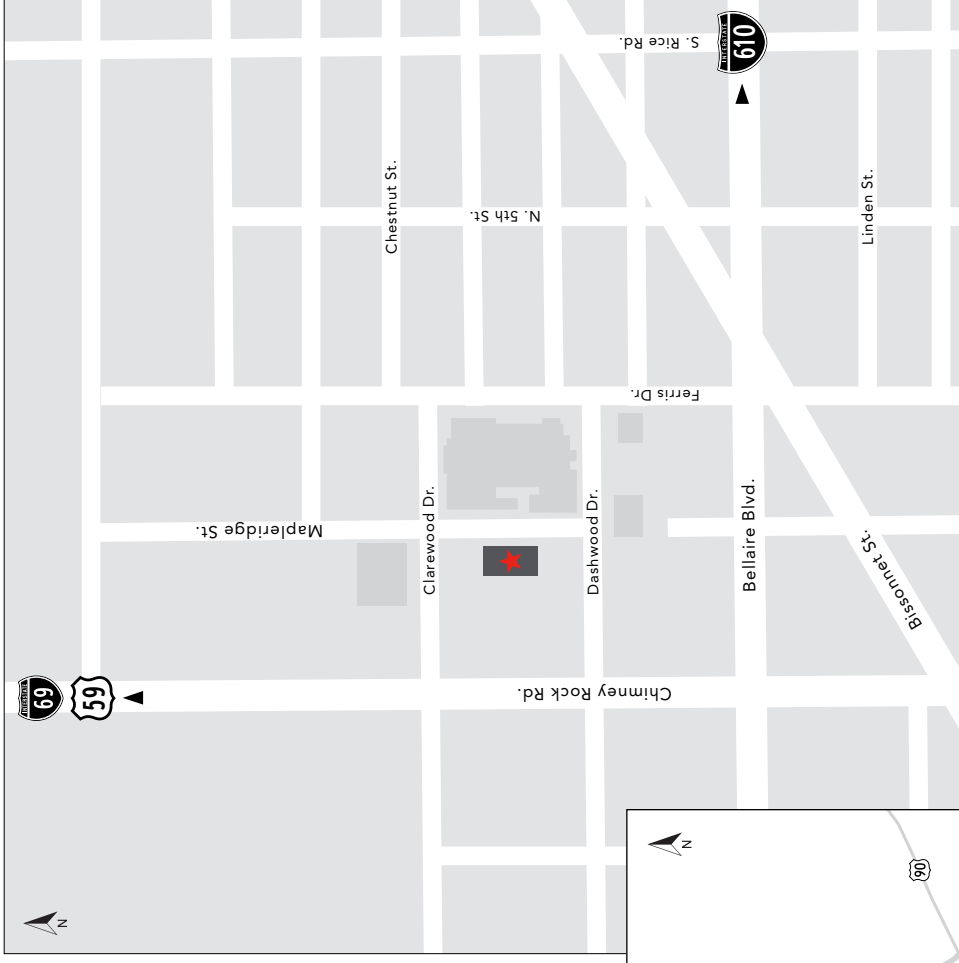 INTERSTATE
69
59
N
Mapleridge St.
Chestnut St.
Clarewood Dr.
N. 5th St.
Dashwood Dr.
Chimney Rock Rd.
S. Rice Rd.
Ferris Dr.
N
INTERSTATE
610
Bellaire Blvd.
Linden St.
Bissonnet St.
90